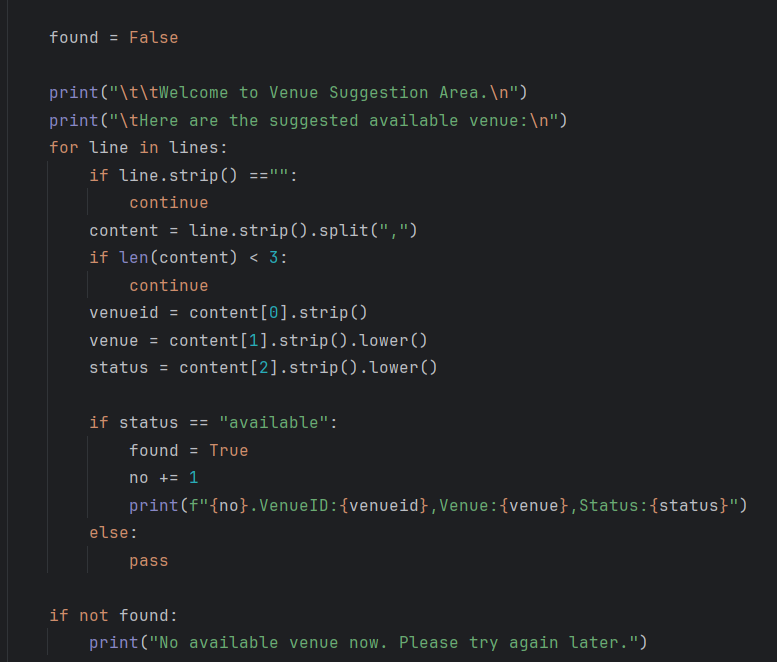 found = False
print("\t\tWelcome to Venue Suggestion Area.\n")
print("\tHere are the suggested available venue:\n")
for line in lines:
if line.strip() =="":
continue
content = line.strip().split(",")
if len(content) < 3:
continue
venueid = content[0].strip()
venue = content[1].strip().lower()
status = content[2].strip().lower()
if status == "available":
found = True
no += 1
print(f"{no}.VenueID:{venueid},Venue:{venue},Status:{status}")
else:
pass
if not found:
print("No available venue now. Please try again later.")